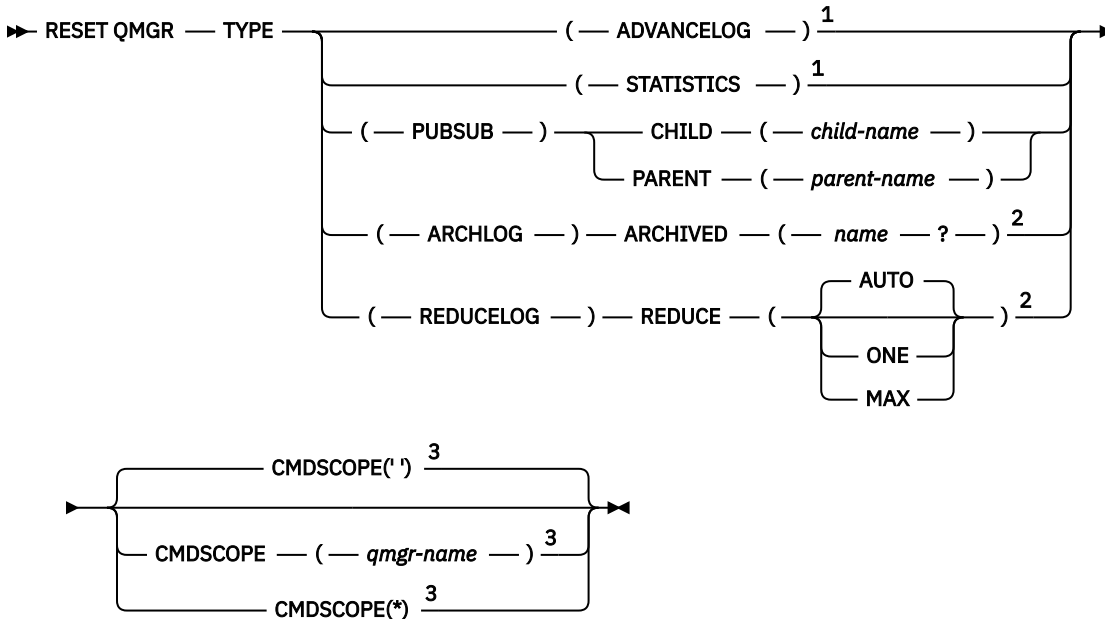 RESET QMGR TYPE ( ADVANCELOG ) 1
( STATISTICS ) 1
( PUBSUB ) CHILD ( child-name )
PARENT ( parent-name )
( ARCHLOG ) ARCHIVED ( name ? ) 2
AUTO
( REDUCELOG ) REDUCE ( ) 2
ONE
MAX
CMDSCOPE(' ') 3
CMDSCOPE ( qmgr-name ) 3
CMDSCOPE(*) 3